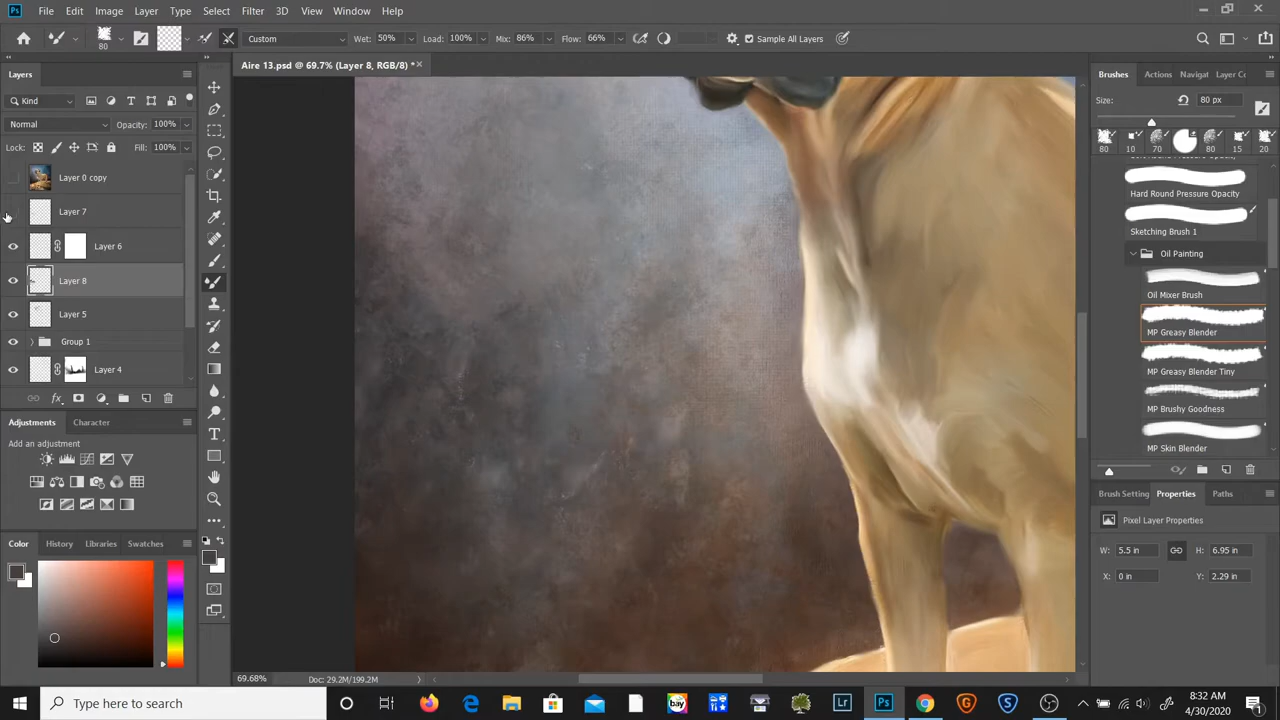 Ps File Edit Image Layer Type Select Filter 3D View Window Help
80 Custom Wet: 50% Load: 100% Mix: 86% Flow: 66% Sample All Layers
Aire 13.psd @ 69.7% (Layer 8, RGB/8) *
Layers
Kind
Normal Opacity: 100%
Lock: Fill: 100%
Layer 0 copy
Layer 7
Layer 6
Layer 8
Layer 5
Group 1
Layer 4
fx
Adjustments Character
Add an adjustment
Color History Libraries Swatches
69.68% Doc: 29.2M/199.2M
Brushes Actions Navigat Layer Cc
Size: 80 px
80 10 70 80 15 20
Hard Round Pressure Opacity
Sketching Brush 1
Oil Painting
Oil Mixer Brush
MP Greasy Blender
MP Greasy Blender Tiny
MP Brushy Goodness
MP Skin Blender
Brush Setting Properties Paths
Pixel Layer Properties
W: 5.5 in H: 6.95 in
X: 0 in Y: 2.29 in
Type here to search
bay Lr Ps G S
8:32 AM
4/30/2020